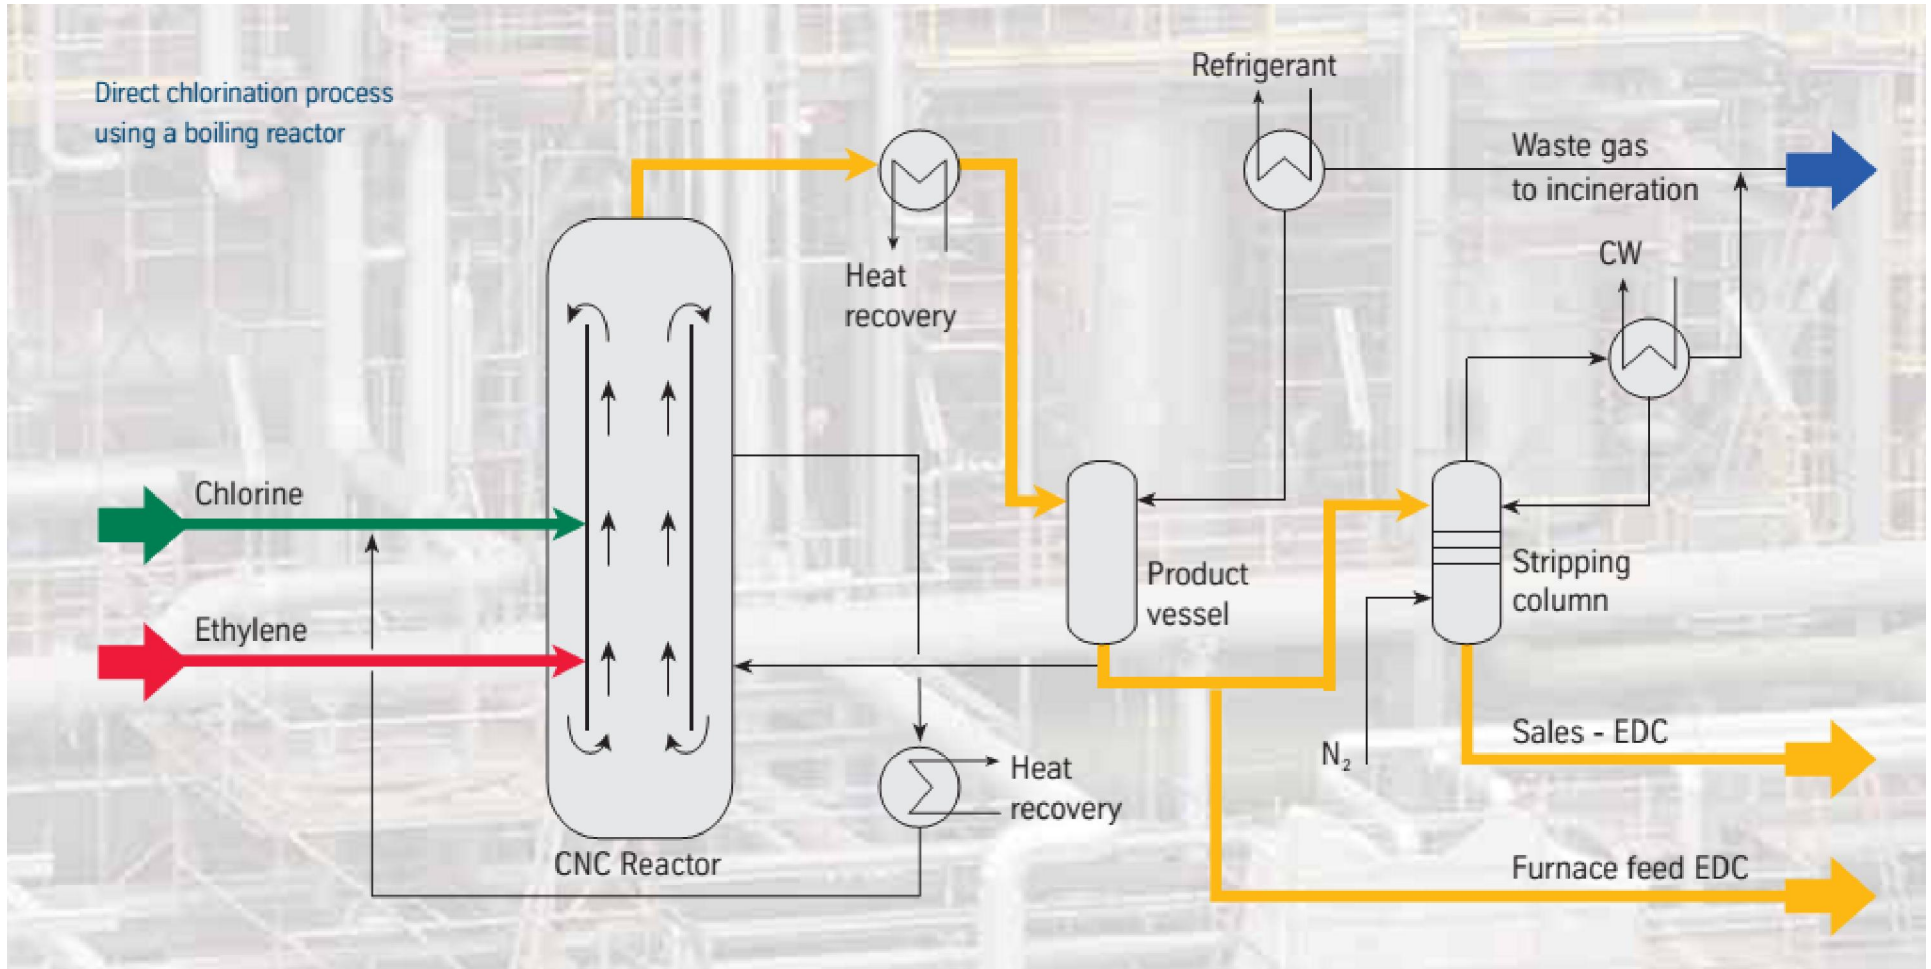 Direct chlorination process
using a boiling reactor
Refrigerant
Waste gas
to incineration
CW
Heat
recovery
Chlorine
Ethylene
Product
vessel
Stripping
column
N₂
Sales - EDC
Heat
recovery
CNC Reactor
Furnace feed EDC